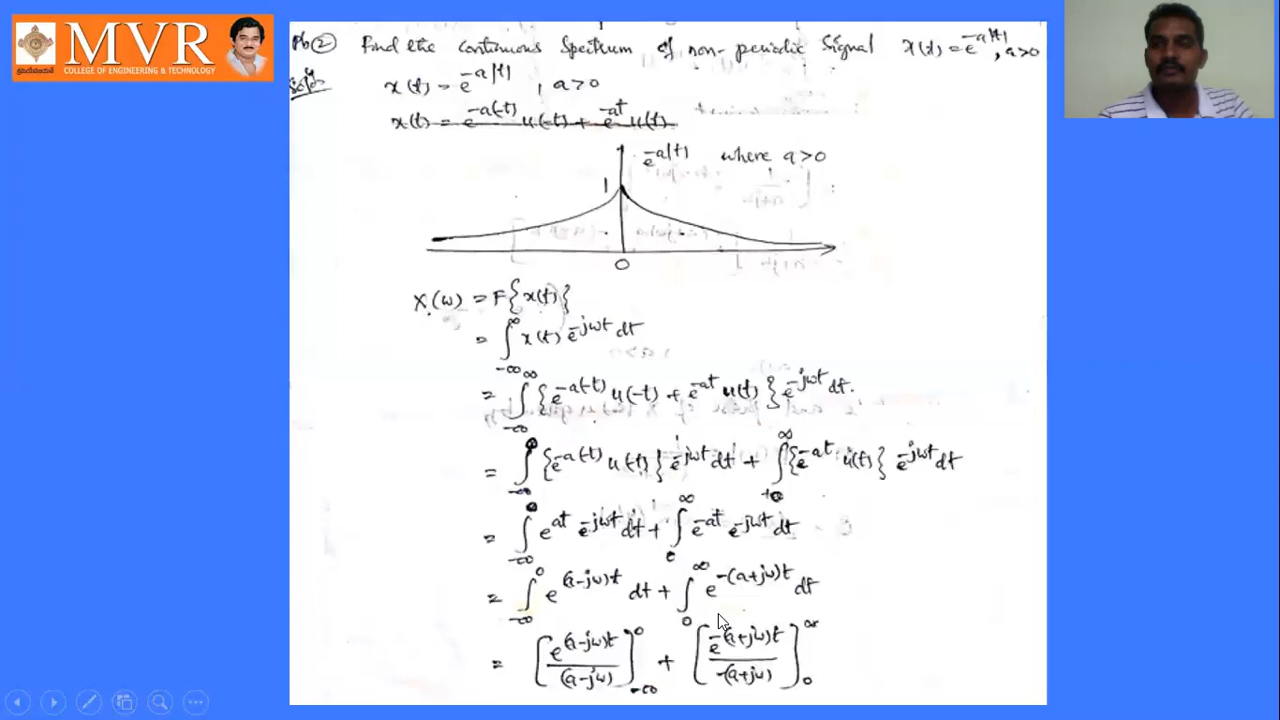 MVR
COLLEGE OF ENGINEERING & TECHNOLOGY
Pb② Find the continuous Spectrum of non-periodic Signal x(t) = e^{-a|t|}, a>0
Sol:- x(t) = e^{-a|t|}, a>0
x(t) = e^{-a(-t)} u(-t) + e^{-at} u(t)
e^{-a|t|} where a>0
1
0
X(ω) = F{x(t)}
= ∫_{-∞}^{∞} x(t) e^{-jωt} dt
= ∫_{-∞}^{∞} {e^{-a(-t)} u(-t) + e^{-at} u(t)} e^{-jωt} dt.
= ∫_{-∞}^{0} {e^{-a(-t)} u(-t)} e^{-jωt} dt + ∫_{+0}^{∞} {e^{-at} u(t)} e^{-jωt} dt
= ∫_{-∞}^{0} e^{at} e^{-jωt} dt + ∫_{0}^{∞} e^{-at} e^{-jωt} dt
= ∫_{-∞}^{0} e^{(a-jω)t} dt + ∫_{0}^{∞} e^{-(a+jω)t} dt
= [e^{(a-jω)t} / (a-jω)]_{-∞}^{0} + [e^{-(a+jω)t} / -(a+jω)]_{0}^{∞}